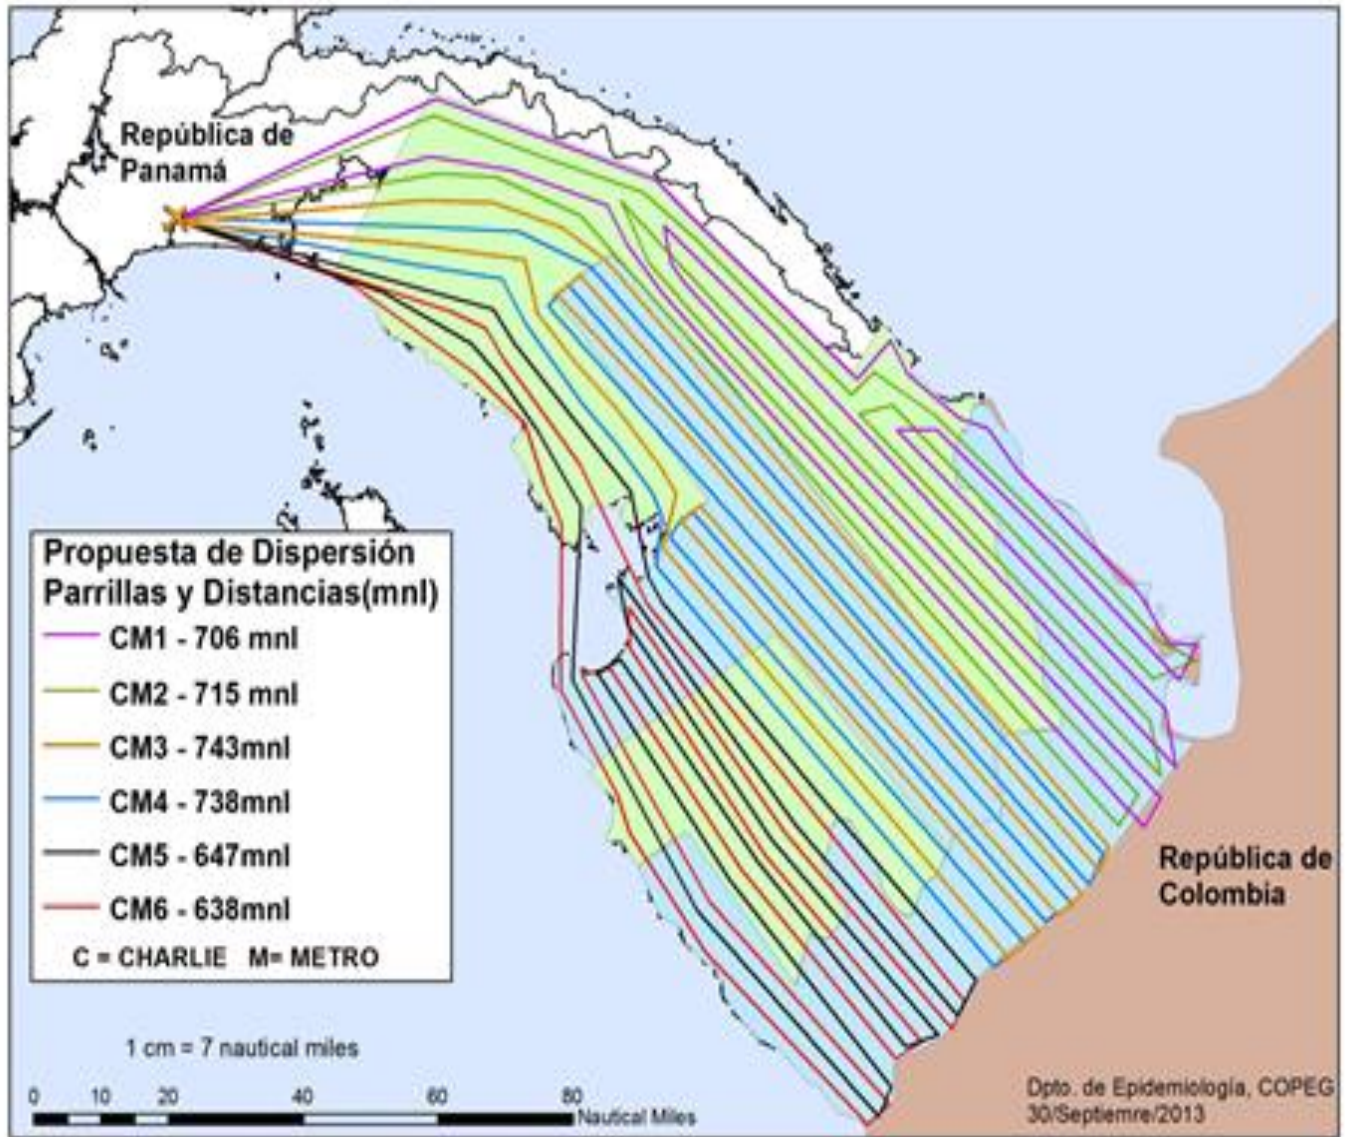 República de
Panamá
Propuesta de Dispersión
Parrillas y Distancias(mnl)
CM1 - 706 mnl
CM2 - 715 mnl
CM3 - 743mnl
CM4 - 738mnl
CM5 - 647mnl
CM6 - 638mnl
C = CHARLIE M= METRO
República de
Colombia
1 cm = 7 nautical miles
0 10 20 40 60 80
Nautical Miles
Dpto. de Epidemiología, COPEG
30/Septiemre/2013